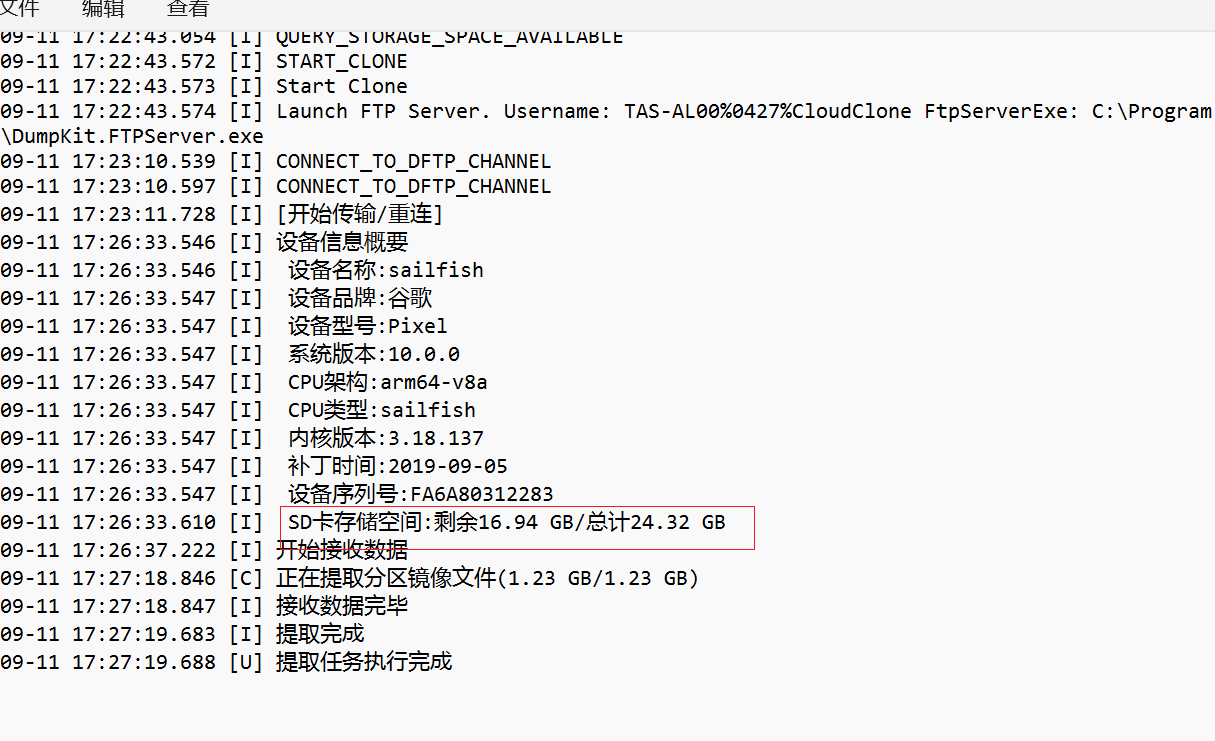 文件 编辑 查看
09-11 17:22:43.054 [I] QUERY_STORAGE_SPACE_AVAILABLE
09-11 17:22:43.572 [I] START_CLONE
09-11 17:22:43.573 [I] Start Clone
09-11 17:22:43.574 [I] Launch FTP Server. Username: TAS-AL00%0427%CloudClone FtpServerExe: C:\Program
\DumpKit.FTPServer.exe
09-11 17:23:10.539 [I] CONNECT_TO_DFTP_CHANNEL
09-11 17:23:10.597 [I] CONNECT_TO_DFTP_CHANNEL
09-11 17:23:11.728 [I] [开始传输/重连]
09-11 17:26:33.546 [I] 设备信息概要
09-11 17:26:33.546 [I]  设备名称:sailfish
09-11 17:26:33.547 [I]  设备品牌:谷歌
09-11 17:26:33.547 [I]  设备型号:Pixel
09-11 17:26:33.547 [I]  系统版本:10.0.0
09-11 17:26:33.547 [I]  CPU架构:arm64-v8a
09-11 17:26:33.547 [I]  CPU类型:sailfish
09-11 17:26:33.547 [I]  内核版本:3.18.137
09-11 17:26:33.547 [I]  补丁时间:2019-09-05
09-11 17:26:33.547 [I]  设备序列号:FA6A80312283
09-11 17:26:33.610 [I]  SD卡存储空间:剩余16.94 GB/总计24.32 GB
09-11 17:26:37.222 [I] 开始接收数据
09-11 17:27:18.846 [C] 正在提取分区镜像文件(1.23 GB/1.23 GB)
09-11 17:27:18.847 [I] 接收数据完毕
09-11 17:27:19.683 [I] 提取完成
09-11 17:27:19.688 [U] 提取任务执行完成